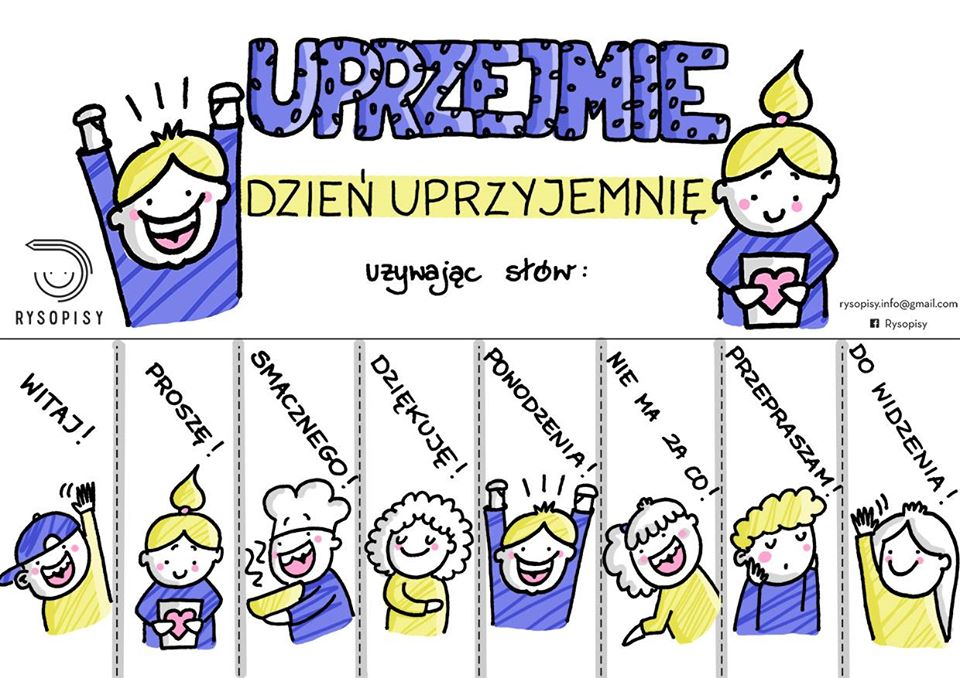 UPRZEJMIE
DZIEŃ UPRZYJEMNIĘ
używając słów:
RYSOPISY
rysopisy.info@gmail.com
Rysopisy
WITAJ!
PROSZĘ!
SMACZNEGO!
DZIĘKUJĘ!
POWODZENIA!
NIE MA ZA CO!
PRZEPRASZAM!
DO WIDZENIA!